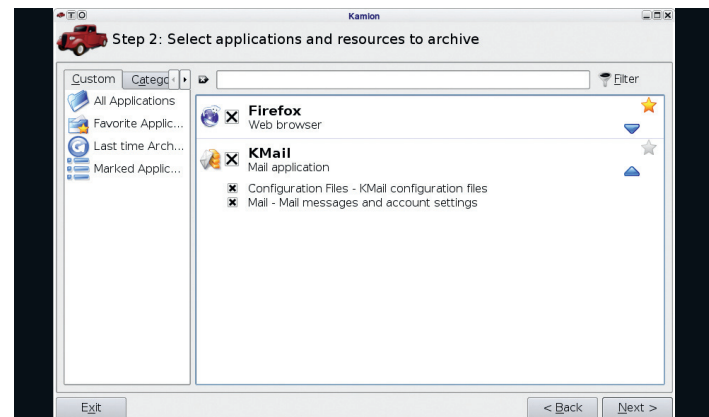 Kamion
Step 2: Select applications and resources to archive
Custom
Catego
Filter
All Applications
Favorite Applic...
Last time Arch...
Marked Applic...
Firefox
Web browser
KMail
Mail application
Configuration Files - KMail configuration files
Mail - Mail messages and account settings
Exit
< Back
Next >